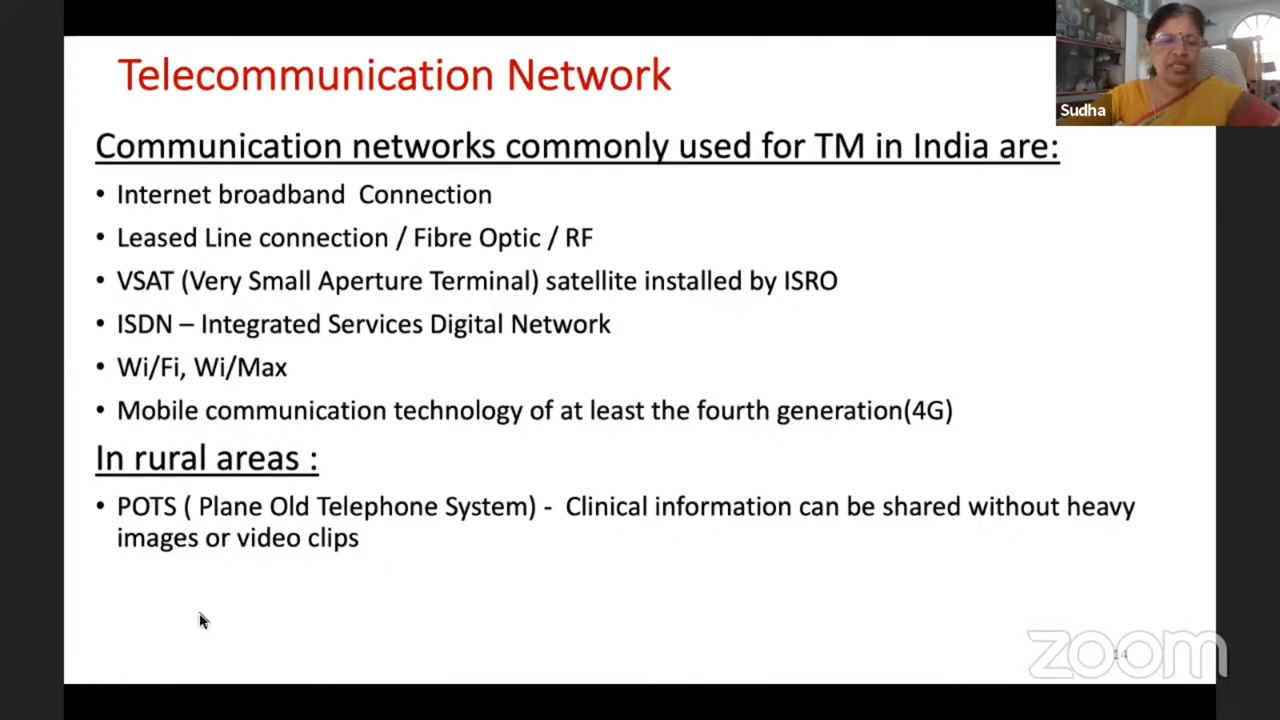 Telecommunication Network
Sudha
Communication networks commonly used for TM in India are:
• Internet broadband Connection
• Leased Line connection / Fibre Optic / RF
• VSAT (Very Small Aperture Terminal) satellite installed by ISRO
• ISDN – Integrated Services Digital Network
• Wi/Fi, Wi/Max
• Mobile communication technology of at least the fourth generation(4G)
In rural areas :
• POTS ( Plane Old Telephone System) - Clinical information can be shared without heavy
images or video clips
zoom
14